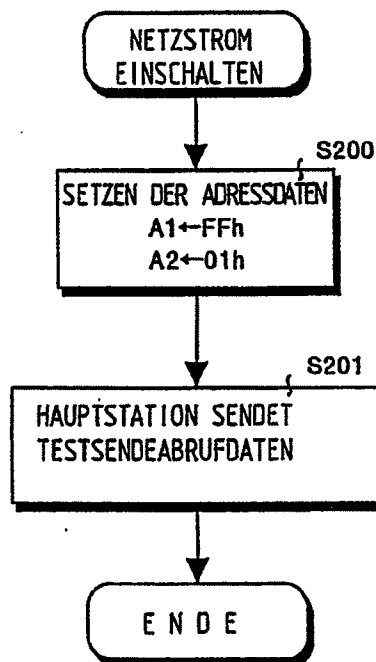 NETZSTROM
EINSCHALTEN
S200
SETZEN DER ADRESSDATEN
A1←FFh
A2←01h
S201
HAUPTSTATION SENDET
TESTSENDEABRUFDATEN
ENDE